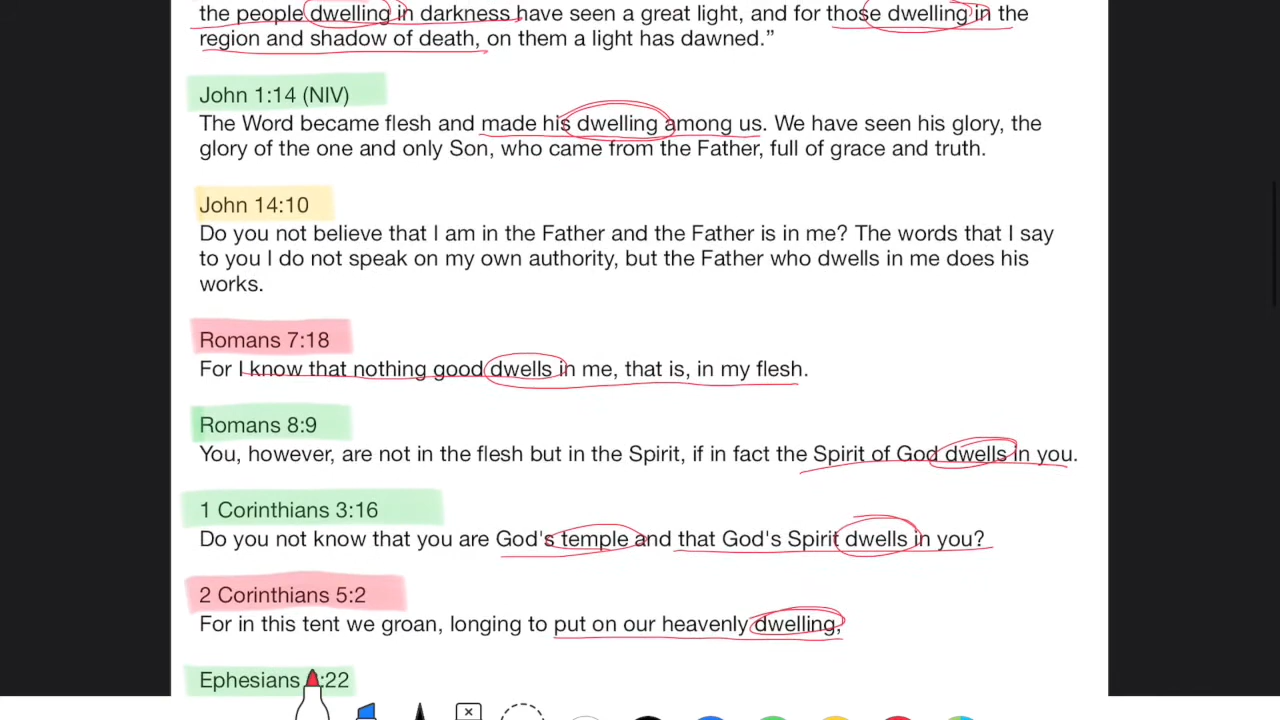 the people dwelling in darkness have seen a great light, and for those dwelling in the
region and shadow of death, on them a light has dawned.”
John 1:14 (NIV)
The Word became flesh and made his dwelling among us. We have seen his glory, the
glory of the one and only Son, who came from the Father, full of grace and truth.
John 14:10
Do you not believe that I am in the Father and the Father is in me? The words that I say
to you I do not speak on my own authority, but the Father who dwells in me does his
works.
Romans 7:18
For I know that nothing good dwells in me, that is, in my flesh.
Romans 8:9
You, however, are not in the flesh but in the Spirit, if in fact the Spirit of God dwells in you.
1 Corinthians 3:16
Do you not know that you are God's temple and that God's Spirit dwells in you?
2 Corinthians 5:2
For in this tent we groan, longing to put on our heavenly dwelling,
Ephesians :22